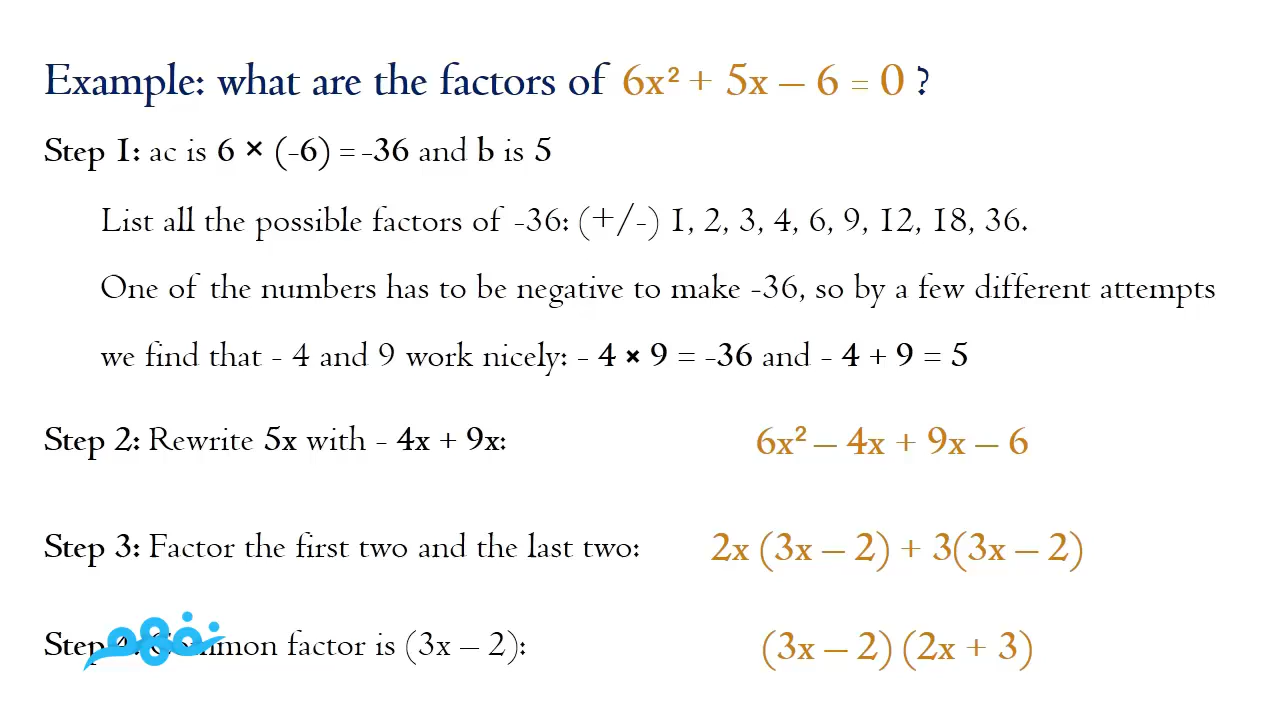 Example: what are the factors of 6x² + 5x – 6 = 0 ?
Step 1: ac is 6 × (-6) = -36 and b is 5
List all the possible factors of -36: (+/-) 1, 2, 3, 4, 6, 9, 12, 18, 36.
One of the numbers has to be negative to make -36, so by a few different attempts
we find that - 4 and 9 work nicely: - 4 × 9 = -36 and - 4 + 9 = 5
Step 2: Rewrite 5x with - 4x + 9x: 6x² – 4x + 9x – 6
Step 3: Factor the first two and the last two: 2x (3x – 2) + 3(3x – 2)
Step 4: Common factor is (3x – 2): (3x – 2) (2x + 3)
نفهم